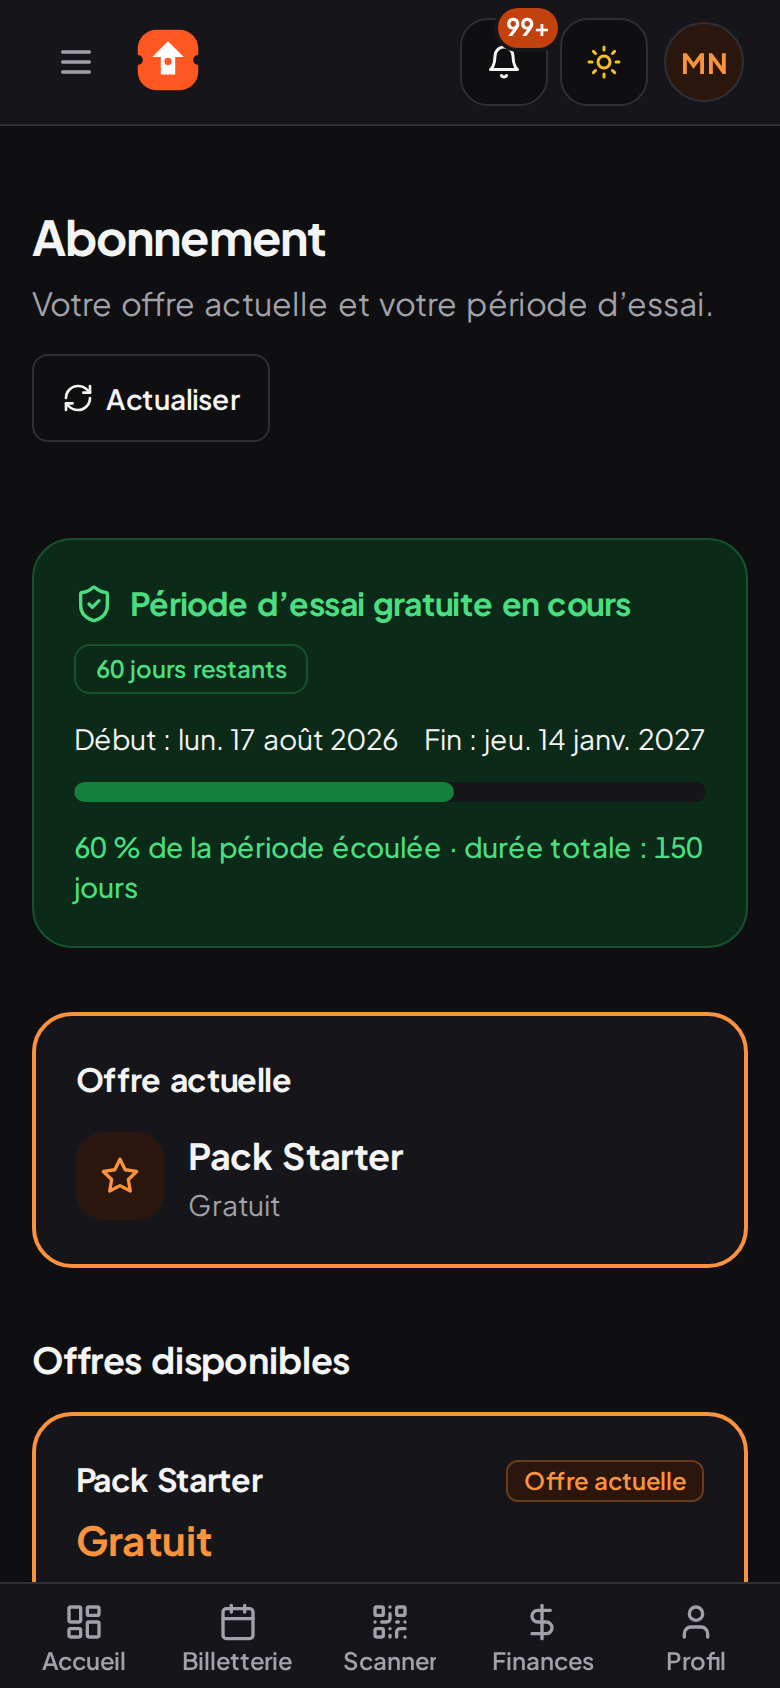 99+
MN
Abonnement
Votre offre actuelle et votre période d’essai.
Actualiser
Période d’essai gratuite en cours
60 jours restants
Début : lun. 17 août 2026 Fin : jeu. 14 janv. 2027
60 % de la période écoulée · durée totale : 150
jours
Offre actuelle
Pack Starter
Gratuit
Offres disponibles
Pack Starter Offre actuelle
Gratuit
Accueil Billetterie Scanner Finances Profil